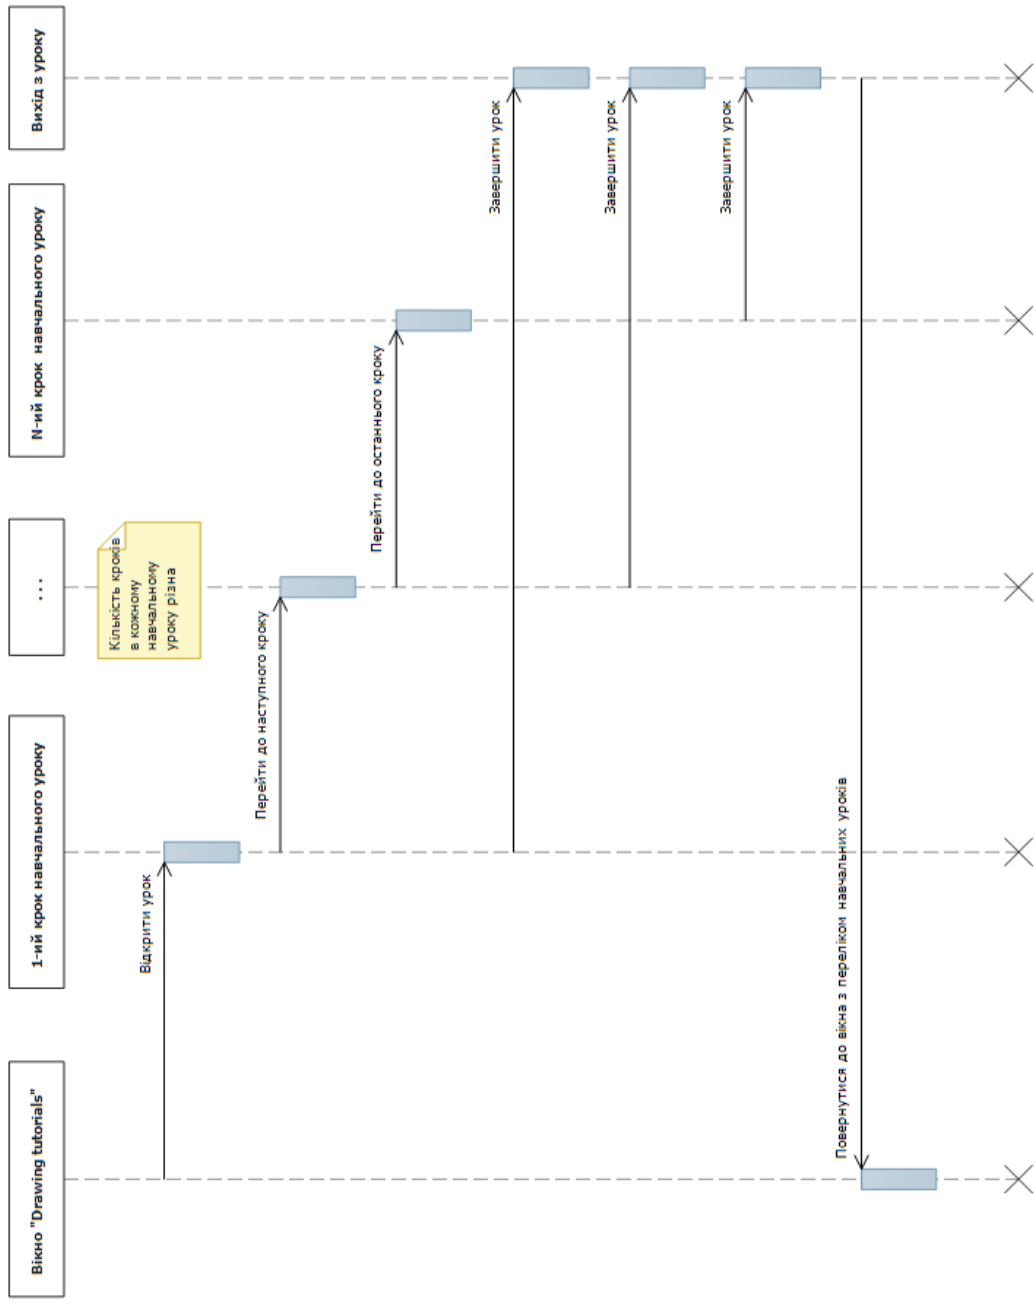 Вікно "Drawing tutorials"
1-ий крок навчального уроку
...
N-ий крок навчального уроку
Вихід з уроку
Кількість кроків
в кожному
навчальному
уроку різна
Відкрити урок
Перейти до наступного кроку
Перейти до останнього кроку
Завершити урок
Завершити урок
Завершити урок
Повернутися до вікна з переліком навчальних уроків